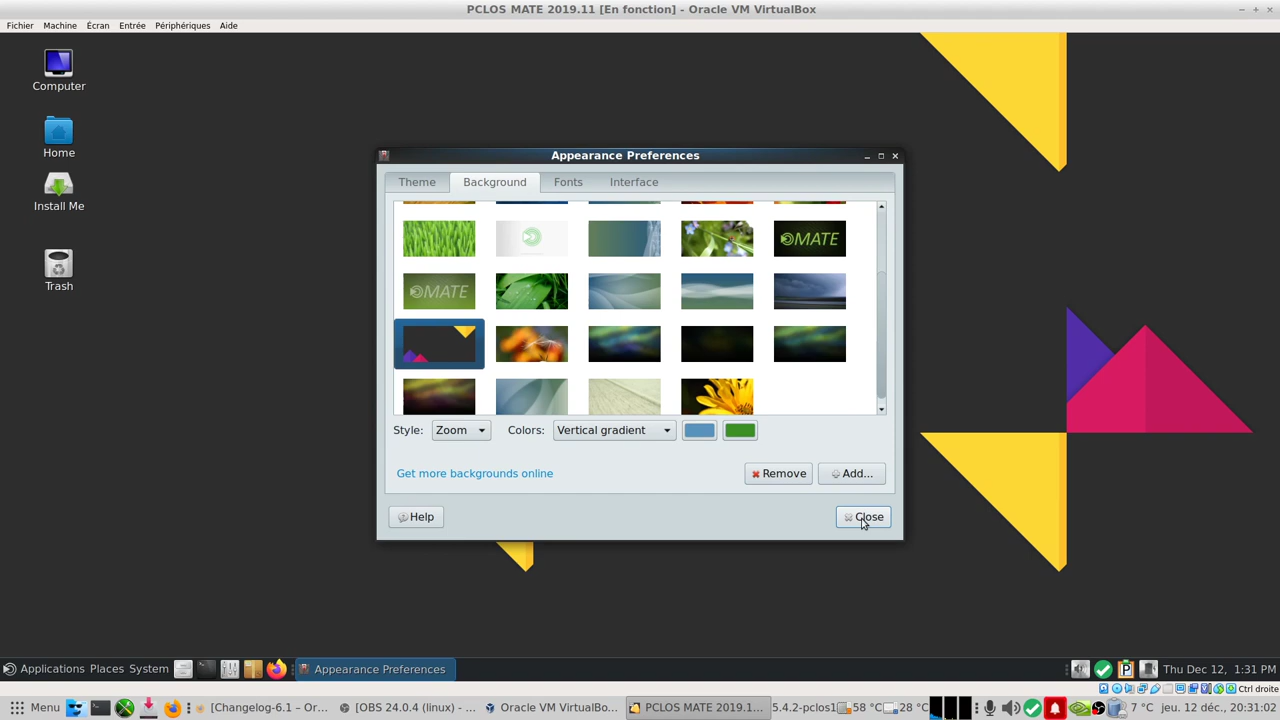 PCLOS MATE 2019.11 [En fonction] - Oracle VM VirtualBox
Fichier Machine Écran Entrée Périphériques Aide
Computer
Home
Install Me
Trash
Appearance Preferences
Theme Background Fonts Interface
MATE
MATE
Style: Zoom Colors: Vertical gradient
Get more backgrounds online Remove Add...
Help Close
Applications Places System Appearance Preferences Thu Dec 12, 1:31 PM
Ctrl droite
Menu [Changelog-6.1 – Or... [OBS 24.0.3 (linux) - ... Oracle VM VirtualBo... PCLOS MATE 2019.1... 5.4.2-pclos1 58 °C 28 °C 7 °C jeu. 12 déc., 20:31:02